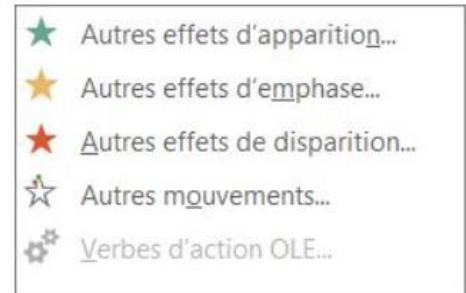 Autres effets d'apparition...
Autres effets d'emphase...
Autres effets de disparition...
Autres mouvements...
Verbes d'action OLE...